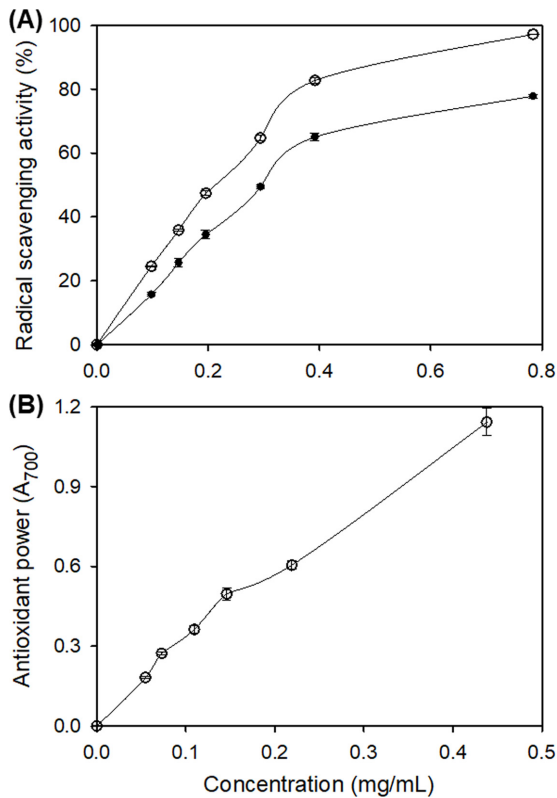 (A)
Radical scavenging activity (%)
100
80
60
40
20
0
0.0 0.2 0.4 0.6 0.8
(B)
Antioxidant power (A700)
1.2
0.9
0.6
0.3
0.0
0.0 0.1 0.2 0.3 0.4 0.5
Concentration (mg/mL)